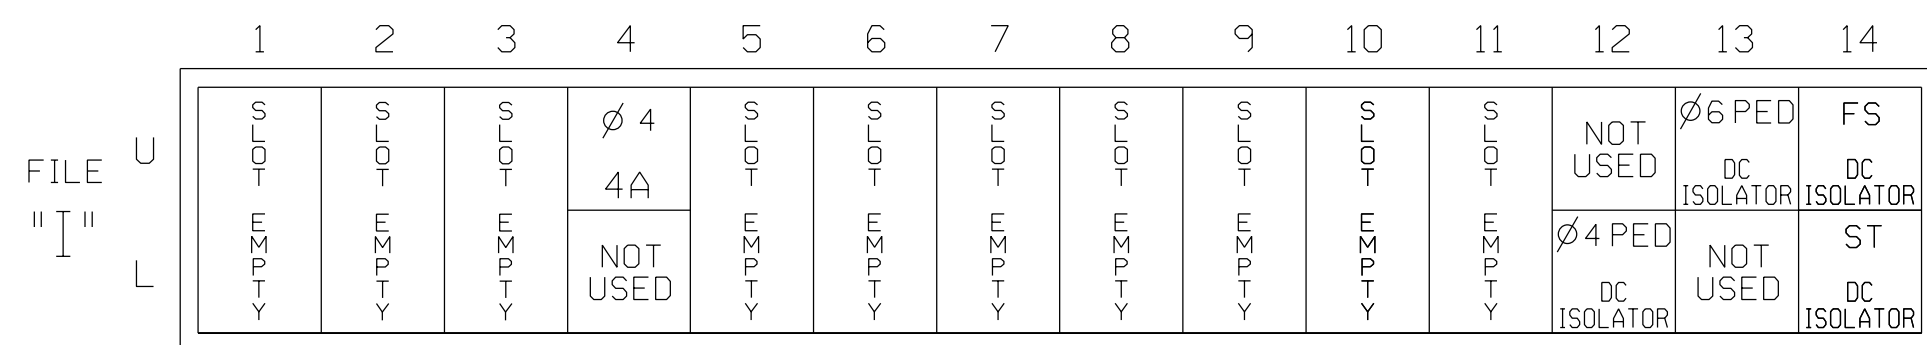 1 2 3 4 5 6 7 8 9 10 11 12 13 14
FILE
"I"
U
L
SLOT EMPTY
SLOT EMPTY
SLOT EMPTY
Ø 4
4A
NOT
USED
SLOT EMPTY
SLOT EMPTY
SLOT EMPTY
SLOT EMPTY
SLOT EMPTY
SLOT EMPTY
SLOT EMPTY
NOT
USED
Ø4 PED
DC
ISOLATOR
Ø6 PED
DC
ISOLATOR
NOT
USED
FS
DC
ISOLATOR
ST
DC
ISOLATOR